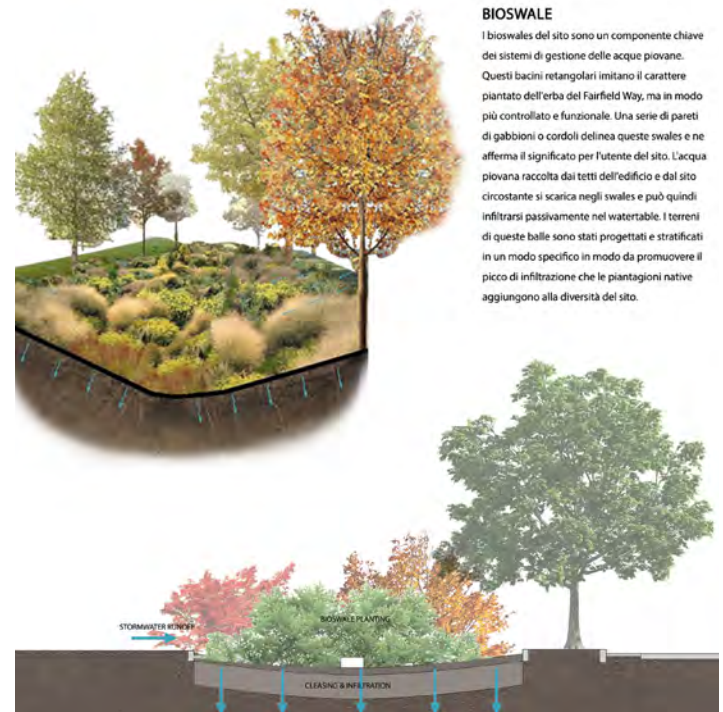 BIOSWALE
I bioswales del sito sono un componente chiave
dei sistemi di gestione delle acque piovane.
Questi bacini retangolari imitano il carattere
piantato dell'erba del Fairfield Way, ma in modo
più controllato e funzionale. Una serie di pareti
di gabbioni o cordoli delinea queste swales e ne
afferma il significato per l'utente del sito. L'acqua
piovana raccolta dai tetti dell'edificio e dal sito
circostante si scarica negli swales e può quindi
infiltrarsi passivamente nel watertable. I terreni
di queste balle sono stati progettati e stratificati
in un modo specifico in modo da promuovere il
picco di infiltrazione che le piantagioni native
aggiungono alla diversità del sito.
BIOSWALE PLANTING
STORMWATER RUNOFF
CLEASING & INFILTRATION